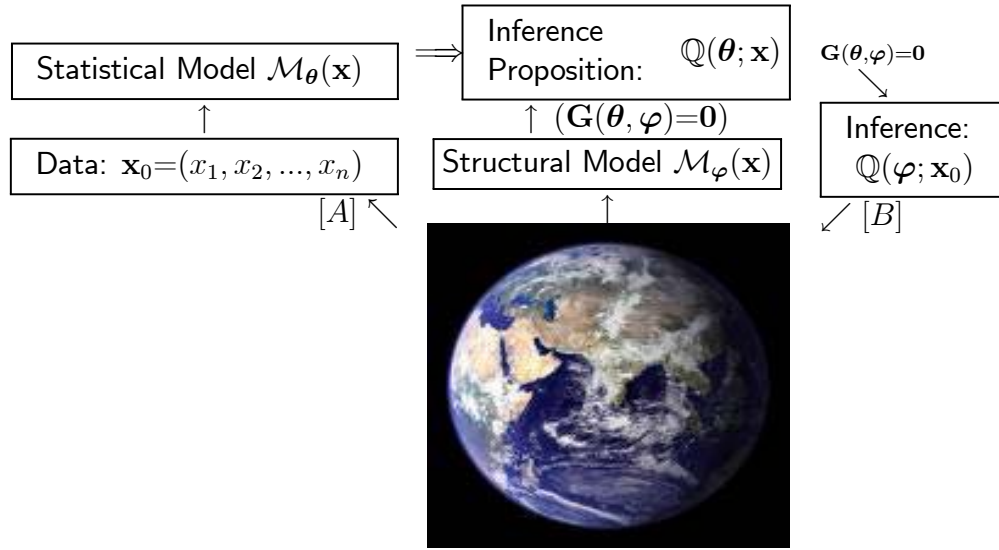 Statistical Model 𝓜_𝜽(𝐱)
⟹
Inference
Proposition: ℚ(𝜽; 𝐱)
𝐆(𝜽,𝝋)=𝟎
↑
↑ (𝐆(𝜽, 𝝋)=𝟎)
↘
Data: 𝐱₀=(x₁, x₂, ..., xₙ)
Structural Model 𝓜_𝝋(𝐱)
Inference:
ℚ(𝝋; 𝐱₀)
[A] ↖
↑
↙ [B]